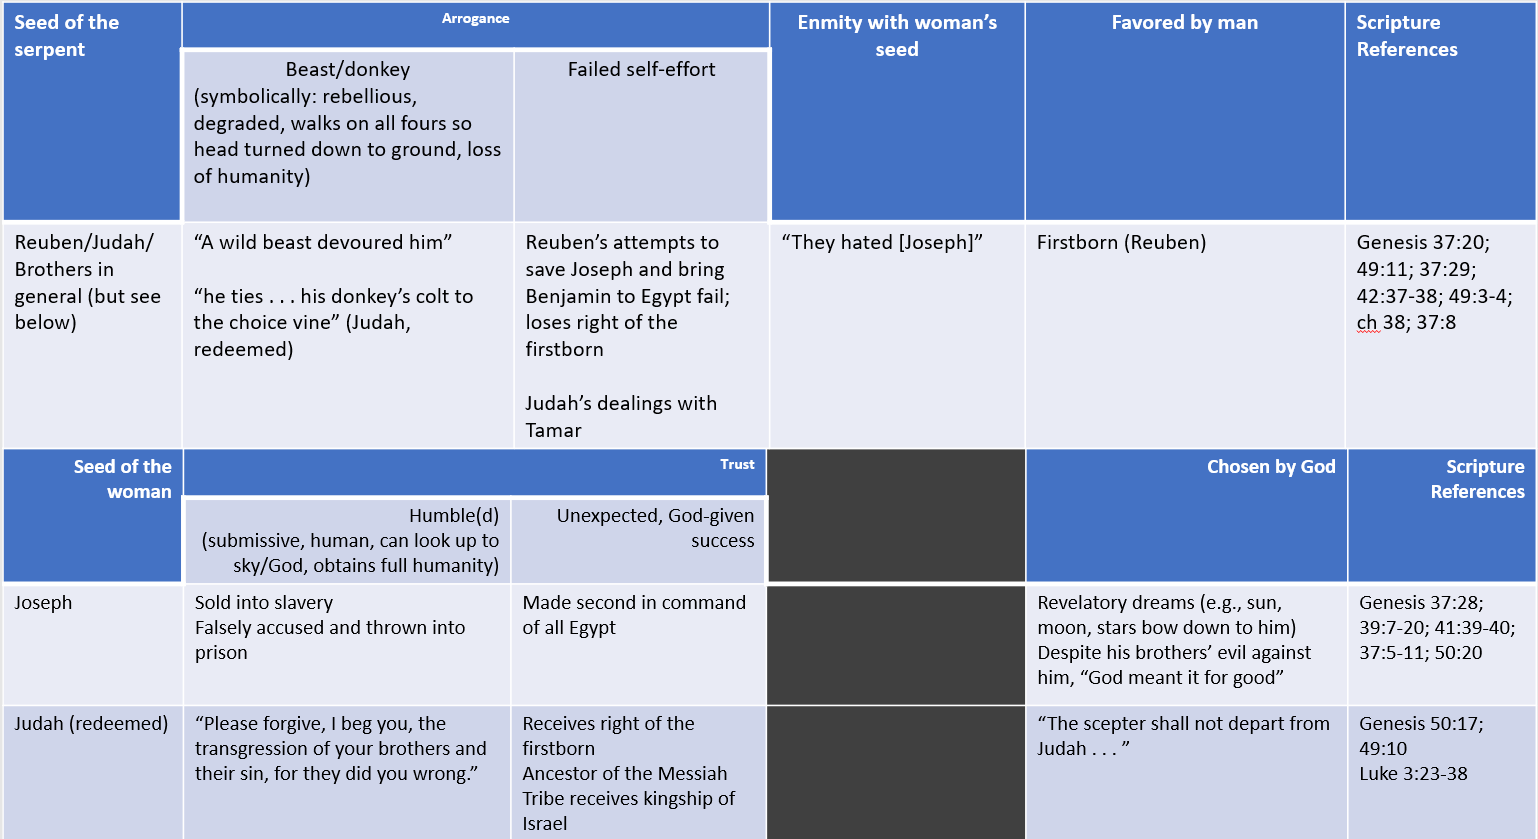 Seed of the
serpent
Arrogance
Enmity with woman’s
seed
Favored by man
Scripture
References
Beast/donkey
(symbolically: rebellious,
degraded, walks on all fours so
head turned down to ground, loss
of humanity)
Failed self-effort
Reuben/Judah/
Brothers in
general (but see
below)
“A wild beast devoured him”
“he ties . . . his donkey’s colt to
the choice vine” (Judah,
redeemed)
Reuben’s attempts to
save Joseph and bring
Benjamin to Egypt fail;
loses right of the
firstborn
Judah’s dealings with
Tamar
“They hated [Joseph]”
Firstborn (Reuben)
Genesis 37:20;
49:11; 37:29;
42:37-38; 49:3-4;
ch 38; 37:8
Seed of the
woman
Trust
Chosen by God
Scripture
References
Humble(d)
(submissive, human, can look up to
sky/God, obtains full humanity)
Unexpected, God-given
success
Joseph
Sold into slavery
Falsely accused and thrown into
prison
Made second in command
of all Egypt
Revelatory dreams (e.g., sun,
moon, stars bow down to him)
Despite his brothers’ evil against
him, “God meant it for good”
Genesis 37:28;
39:7-20; 41:39-40;
37:5-11; 50:20
Judah (redeemed)
“Please forgive, I beg you, the
transgression of your brothers and
their sin, for they did you wrong.”
Receives right of the
firstborn
Ancestor of the Messiah
Tribe receives kingship of
Israel
“The scepter shall not depart from
Judah . . . ”
Genesis 50:17;
49:10
Luke 3:23-38